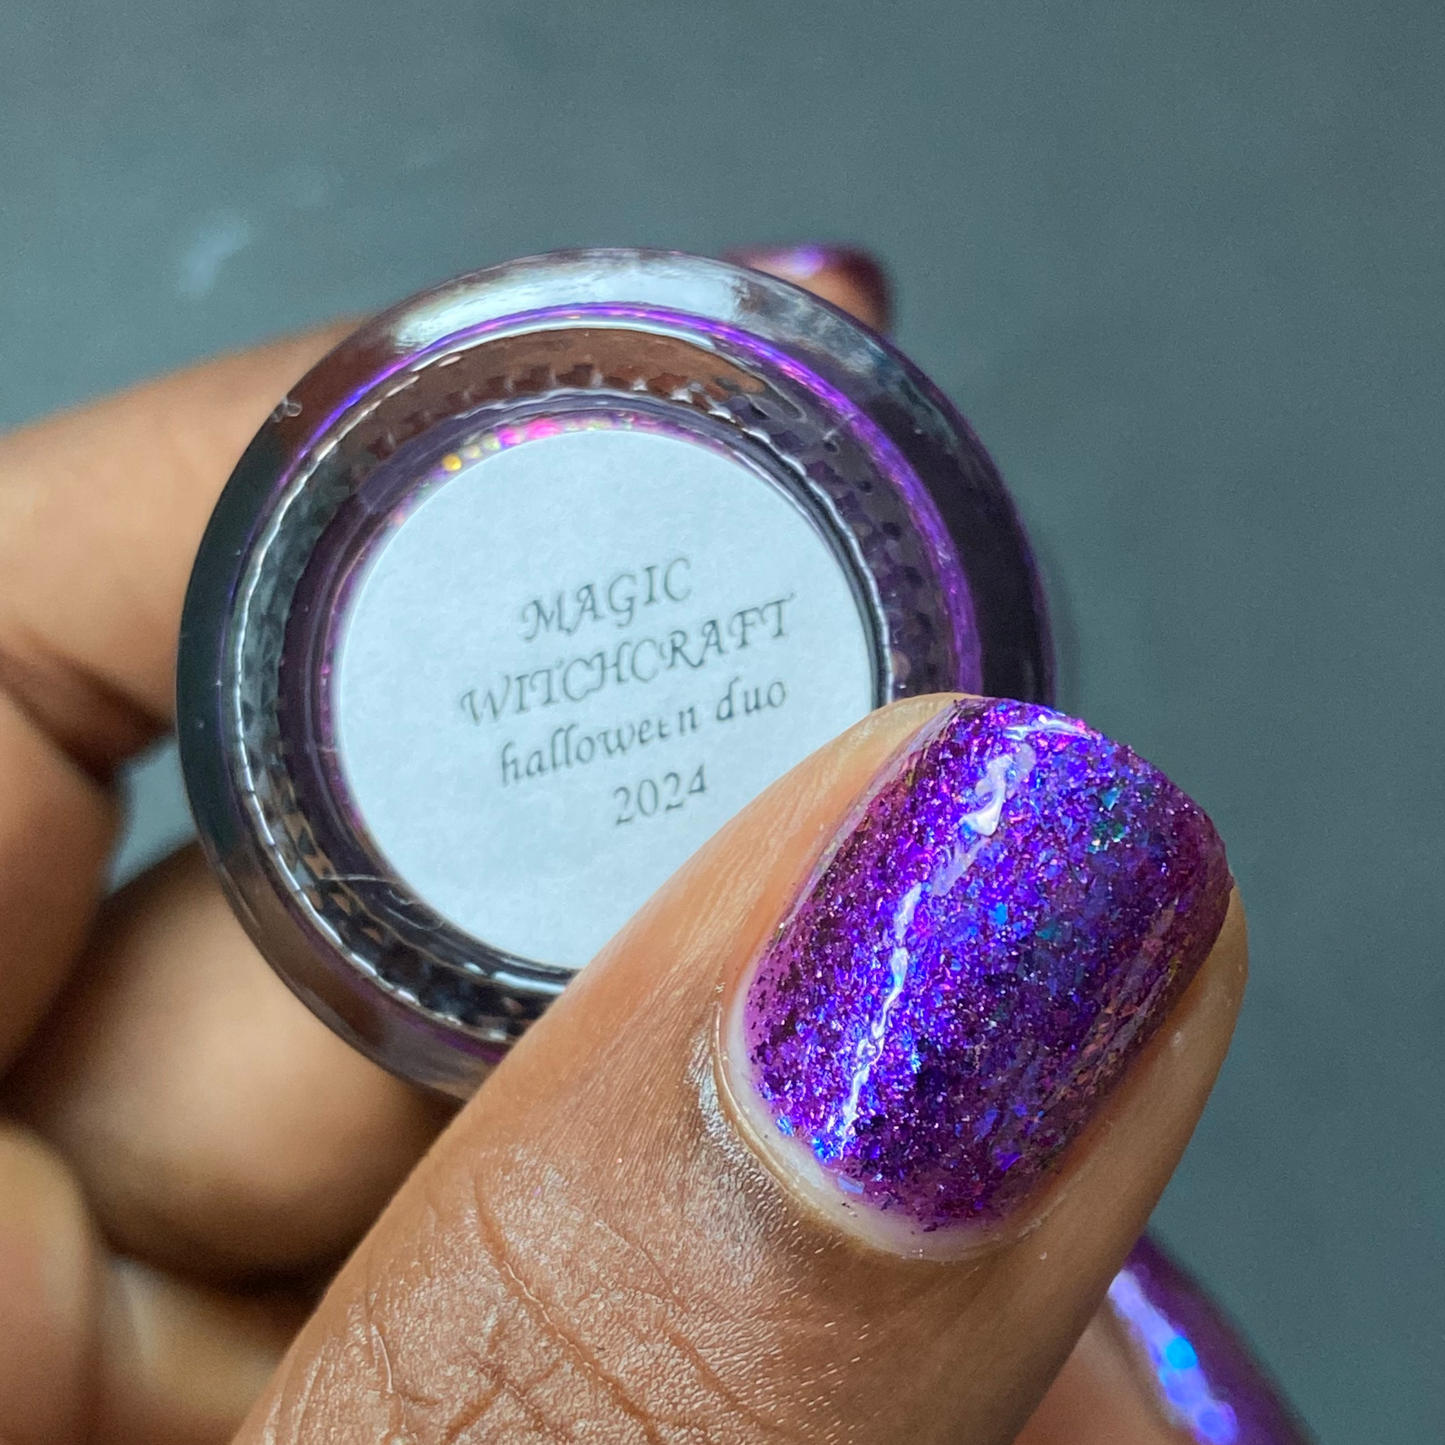 MAGIC
WITCHCRAFT
halloween duo
2024